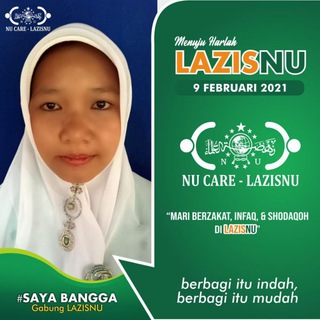 NU CARE - LAZISNU
Menuju Harlah
LAZISNU
9 FEBRUARI 2021
N U
NU CARE - LAZISNU
"MARI BERZAKAT, INFAQ, & SHODAQOH
DI LAZISNU"
#SAYA BANGGA
Gabung LAZISNU
berbagi itu indah,
berbagi itu mudah